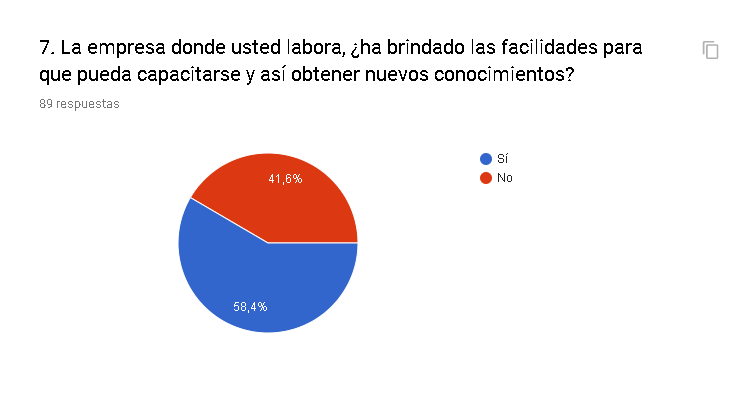 7. La empresa donde usted labora, ¿ha brindado las facilidades para
que pueda capacitarse y así obtener nuevos conocimientos?
89 respuestas
Sí
No
41,6%
58,4%